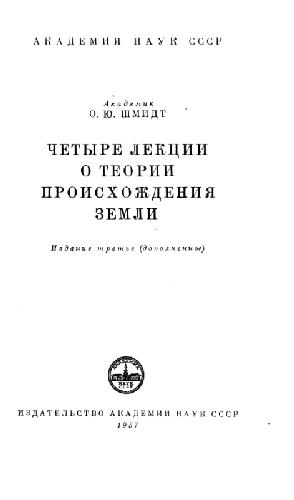 АКАДЕМИЯ НАУК СССР
Академик
О. Ю. ШМИДТ
ЧЕТЫРЕ ЛЕКЦИИ
О ТЕОРИИ
ПРОИСХОЖДЕНИЯ
ЗЕМЛИ
Издание третье (дополненное)
ИЗДАТЕЛЬСТВО АКАДЕМИИ НАУК СССР
1957